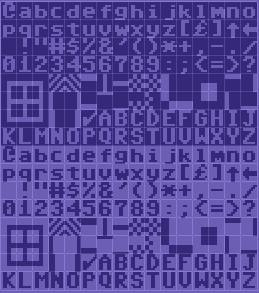 @abcdefghijklmno
pqrstuvwxyz[£]↑←
!"#$%&'()*+,-./
0123456789:;<=>?
ABCDEFGHIJ
KLMNOPQRSTUVWXYZ
@abcdefghijklmno
pqrstuvwxyz[£]↑←
!"#$%&'()*+,-./
0123456789:;<=>?
ABCDEFGHIJ
KLMNOPQRSTUVWXYZ